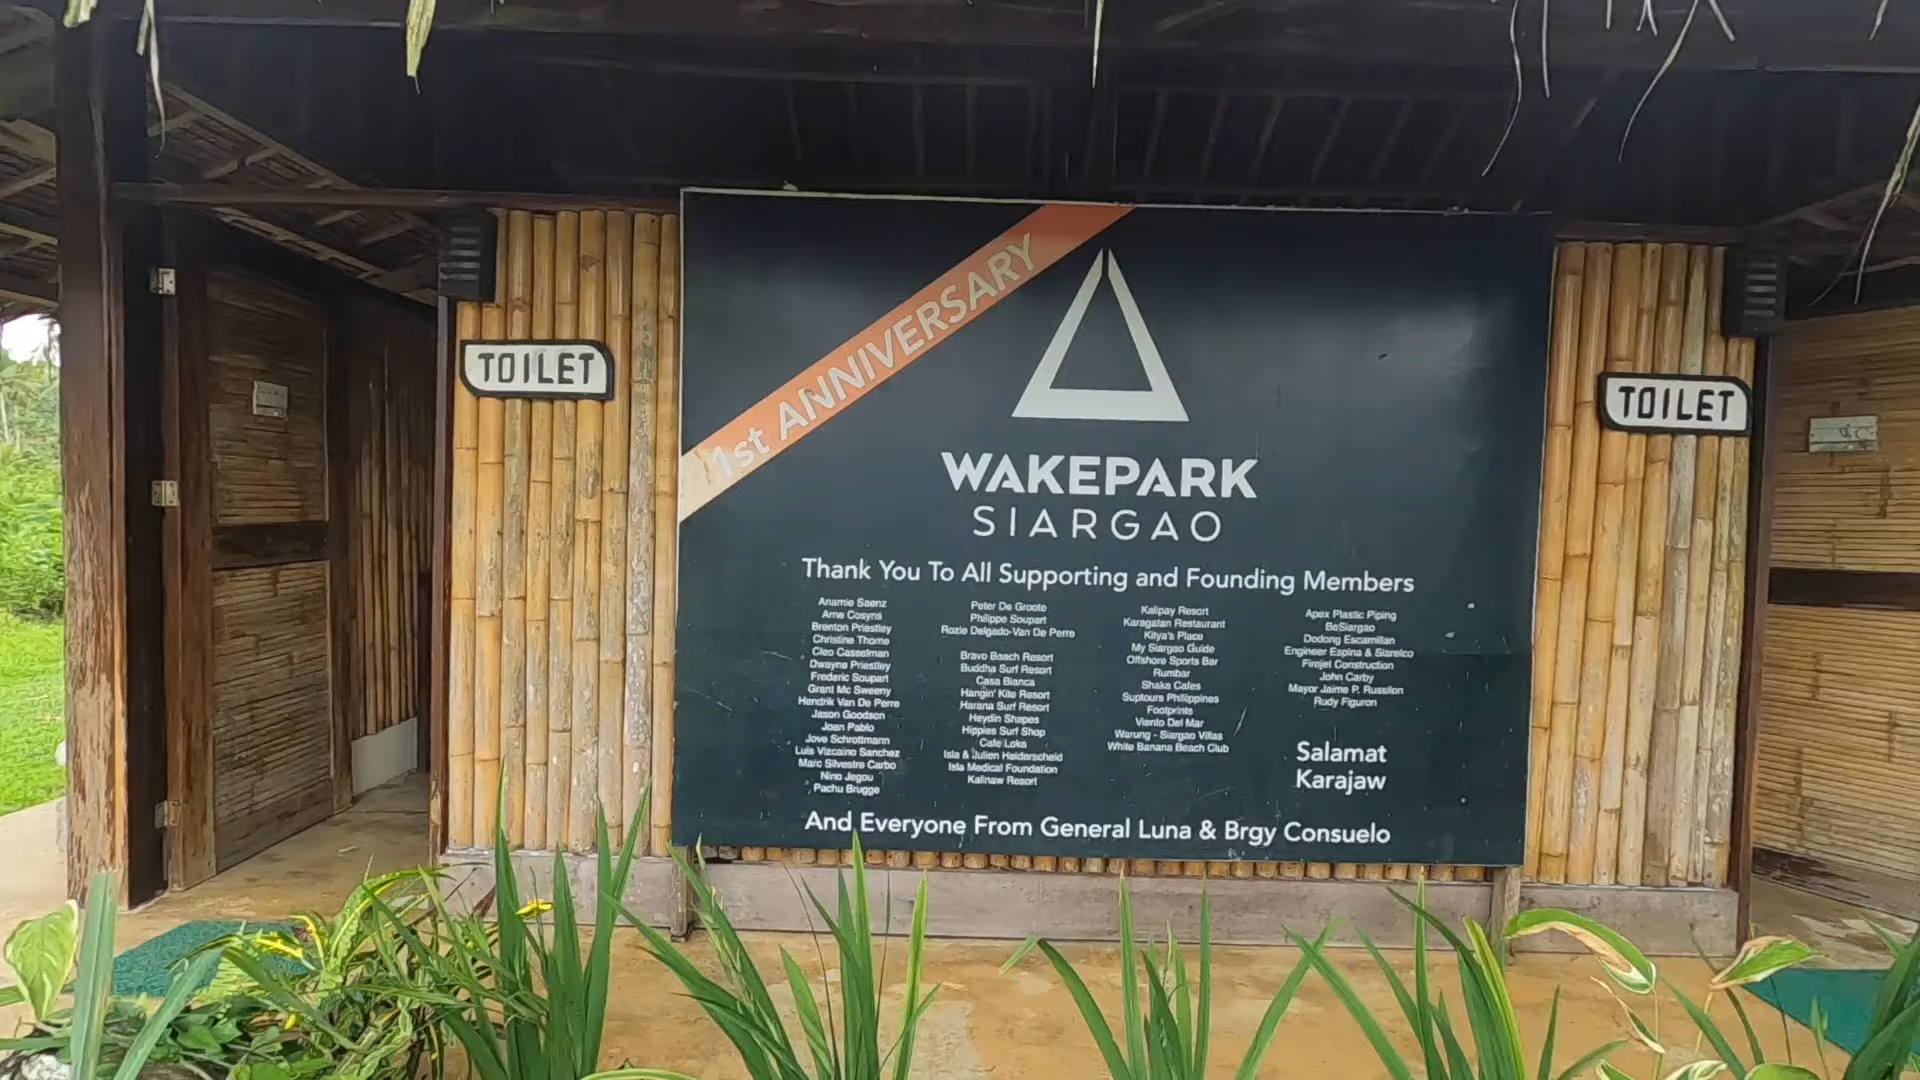 TOILET
1st ANNIVERSARY
WAKEPARK
SIARGAO
TOILET
Thank You To All Supporting and Founding Members
Anamie Saenz
Arne Cosyns
Brenton Priestley
Christine Thome
Cleo Casselman
Dwayne Priestley
Frederic Soupart
Grant Mc Sweeny
Hendrik Van De Perre
Jason Goodson
Joan Pablo
Jove Schrottmann
Luis Vizcaino Sanchez
Marc Silvestre Carbo
Nino Jegou
Pachu Brugge
Peter De Groote
Philippe Soupart
Rozie Delgado-Van De Perre
Bravo Beach Resort
Buddha Surf Resort
Casa Bianca
Hangin' Kite Resort
Harana Surf Resort
Heydin Shapes
Hippies Surf Shop
Cafe Loka
Isla & Julien Heiderscheid
Isla Medical Foundation
Kalinaw Resort
Kalipay Resort
Karagatan Restaurant
Kitya's Place
My Siargao Guide
Offshore Sports Bar
Rumbar
Shaka Cafes
Suptours Philippines
Footprints
Viento Del Mar
Warung - Siargao Villas
White Banana Beach Club
Apex Plastic Piping
BeSiargao
Dodong Escamillan
Engineer Espina & Siarelco
Firejet Construction
John Carby
Mayor Jaime P. Russilon
Rudy Figuron
Salamat
Karajaw
And Everyone From General Luna & Brgy Consuelo